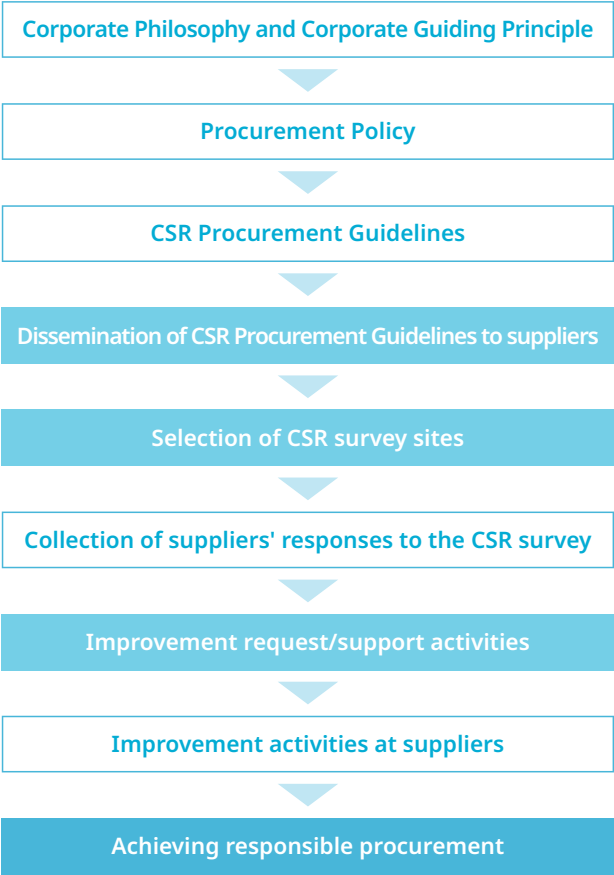 Corporate Philosophy and Corporate Guiding Principle
Procurement Policy
CSR Procurement Guidelines
Dissemination of CSR Procurement Guidelines to suppliers
Selection of CSR survey sites
Collection of suppliers' responses to the CSR survey
Improvement request/support activities
Improvement activities at suppliers
Achieving responsible procurement